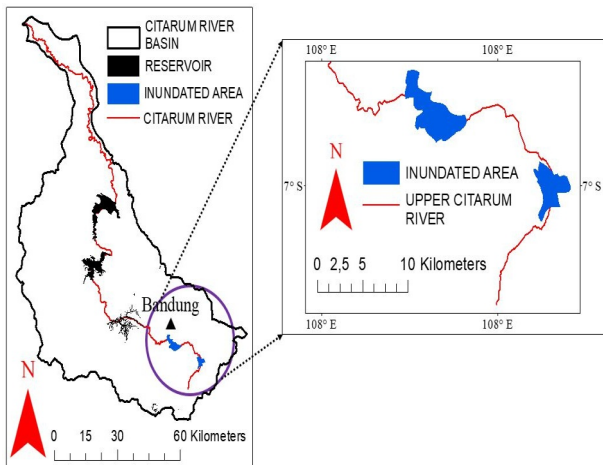 CITARUM RIVER
BASIN
RESERVOIR
INUNDATED AREA
CITARUM RIVER
Bandung
N
0 15 30 60 Kilometers
108° E 108° E
7° S 7° S
N
INUNDATED AREA
UPPER CITARUM
RIVER
0 2,5 5 10 Kilometers
108° E 108° E